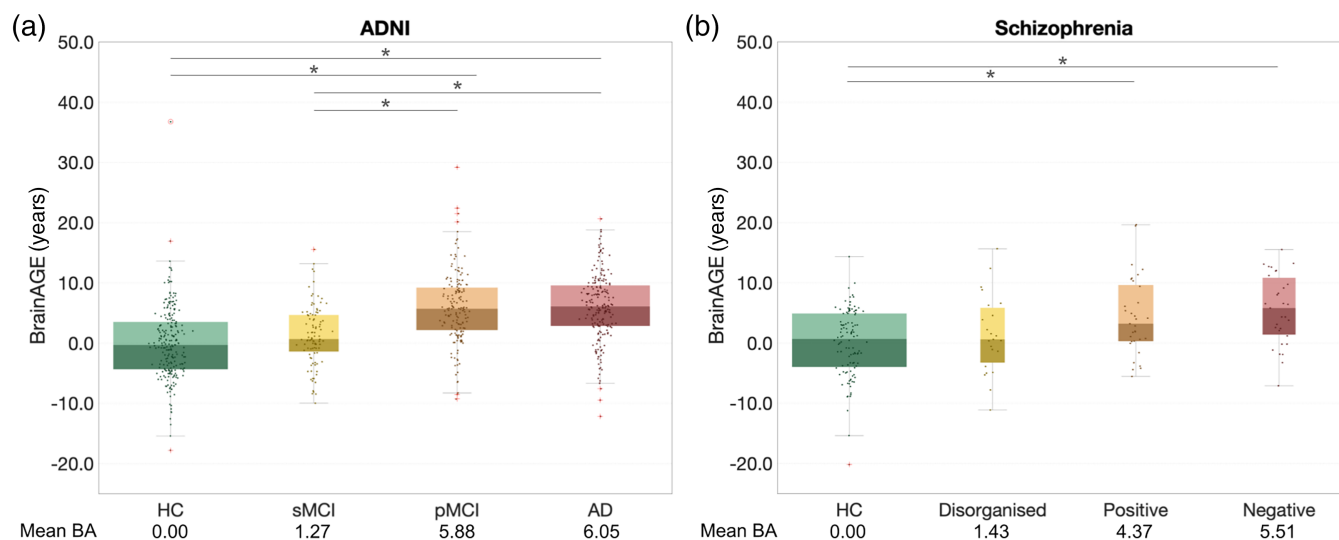 (a)
ADNI
BrainAGE (years)
50.0
40.0
30.0
20.0
10.0
0.0
-10.0
-20.0
*
*
*
*
HC sMCI pMCI AD
Mean BA 0.00 1.27 5.88 6.05
(b)
Schizophrenia
BrainAGE (years)
50.0
40.0
30.0
20.0
10.0
0.0
-10.0
-20.0
*
*
HC Disorganised Positive Negative
Mean BA 0.00 1.43 4.37 5.51